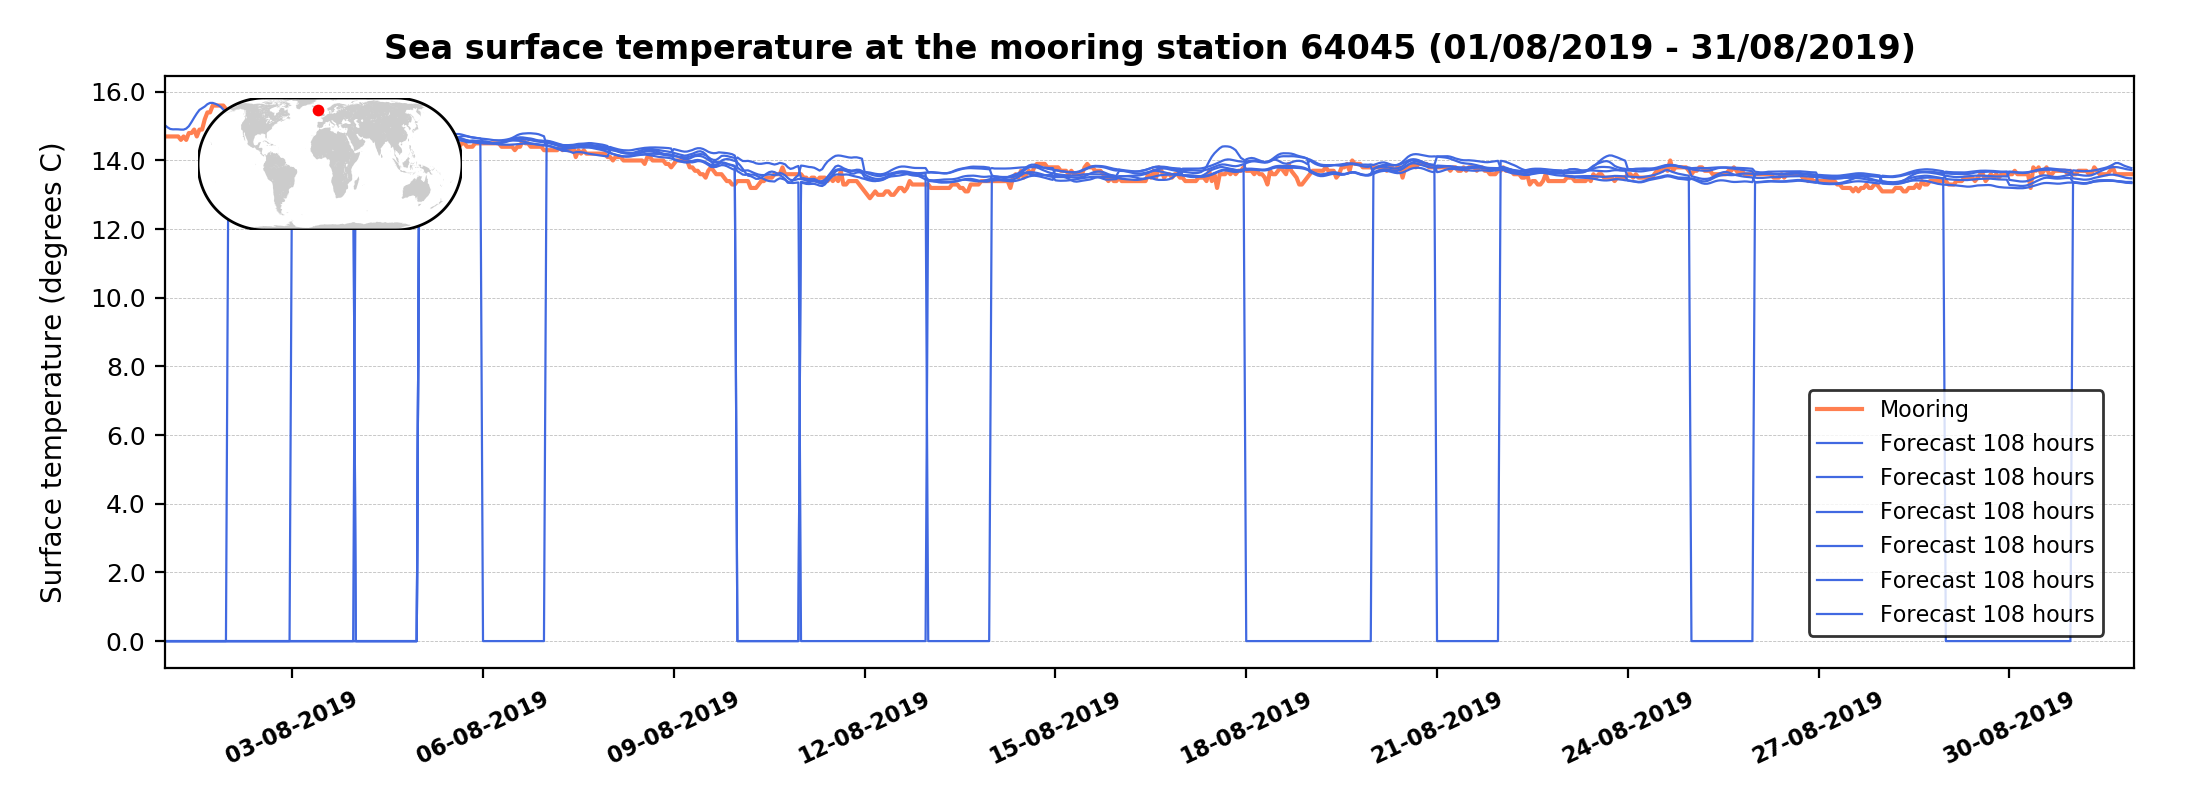 Sea surface temperature at the mooring station 64045 (01/08/2019 - 31/08/2019)
Surface temperature (degrees C)
16.0
14.0
12.0
10.0
8.0
6.0
4.0
2.0
0.0
Mooring
Forecast 108 hours
Forecast 108 hours
Forecast 108 hours
Forecast 108 hours
Forecast 108 hours
Forecast 108 hours
03-08-2019
06-08-2019
09-08-2019
12-08-2019
15-08-2019
18-08-2019
21-08-2019
24-08-2019
27-08-2019
30-08-2019